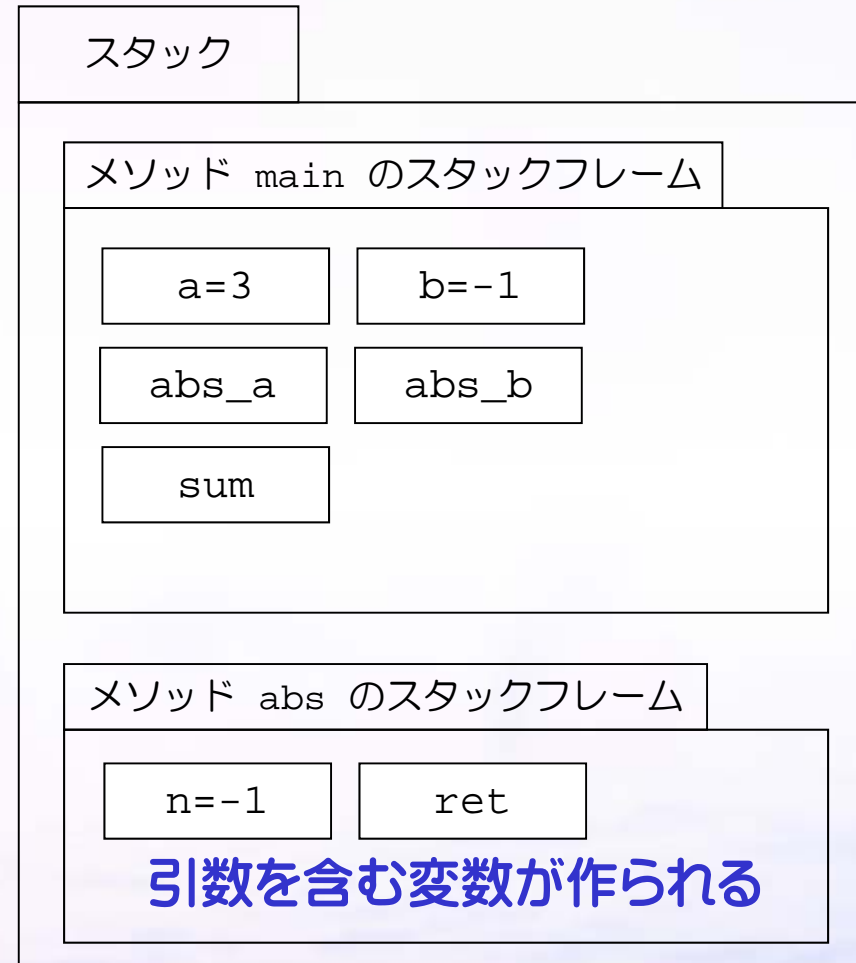 スタック
メソッド main のスタックフレーム
a=3 b=-1
abs_a abs_b
sum
メソッド abs のスタックフレーム
n=-1 ret
引数を含む変数が作られる